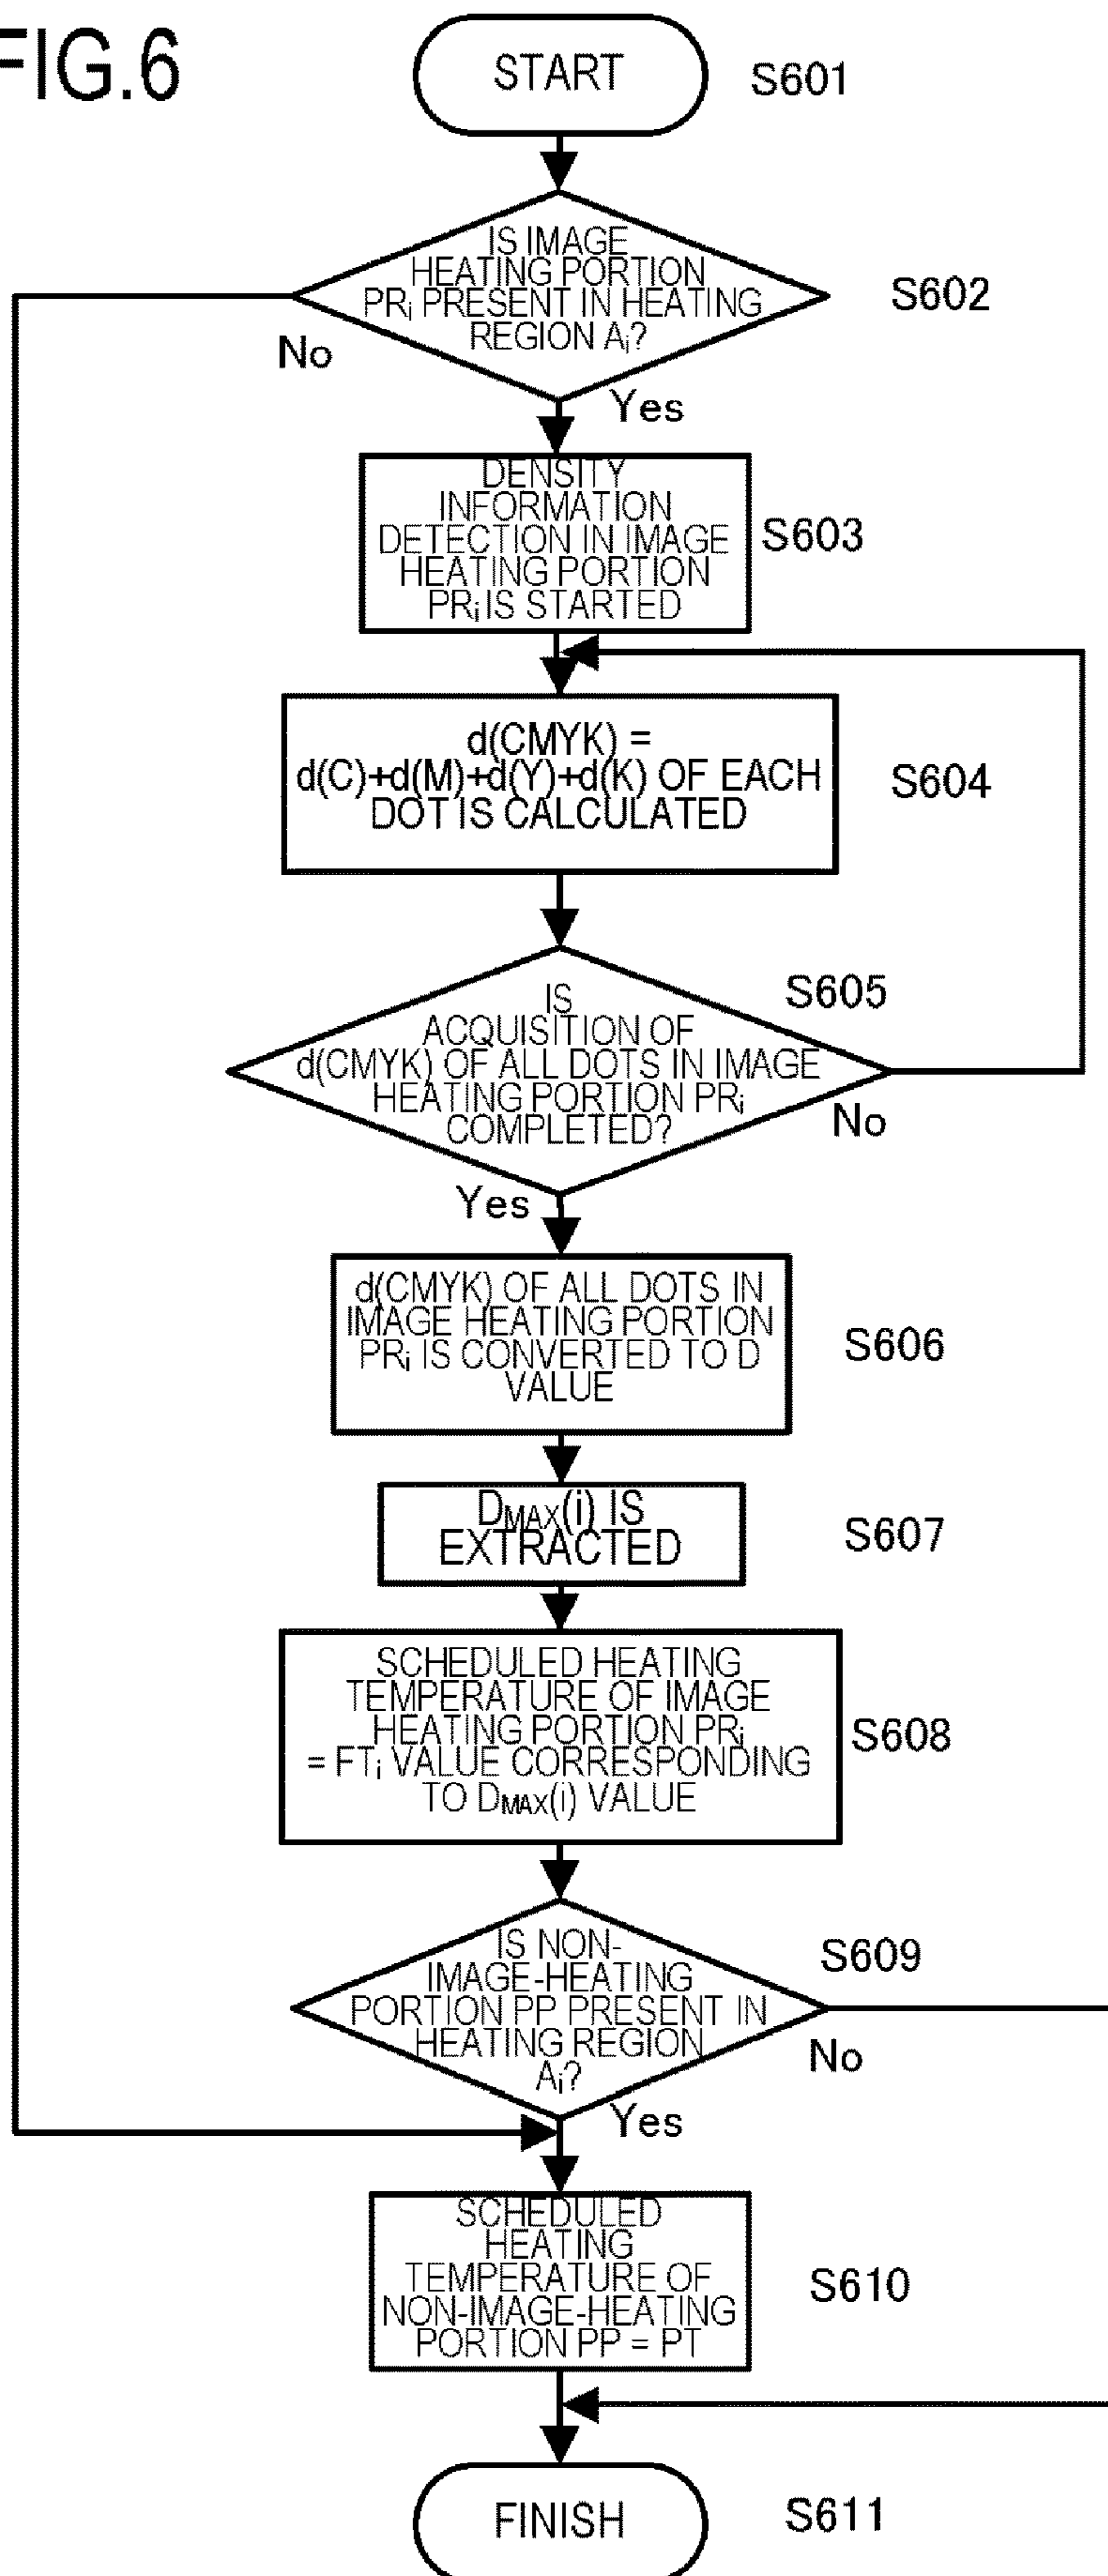 FIG.6
START
S601
IS IMAGE
HEATING PORTION
PRi PRESENT IN HEATING
REGION Ai?
S602
No
Yes
DENSITY
INFORMATION
DETECTION IN IMAGE
HEATING PORTION
PRi IS STARTED
S603
d(CMYK) =
d(C)+d(M)+d(Y)+d(K) OF EACH
DOT IS CALCULATED
S604
IS
ACQUISITION OF
d(CMYK) OF ALL DOTS IN IMAGE
HEATING PORTION PRi
COMPLETED?
S605
No
Yes
d(CMYK) OF ALL DOTS IN
IMAGE HEATING PORTION
PRi IS CONVERTED TO D
VALUE
S606
DMAX(i) IS
EXTRACTED
S607
SCHEDULED HEATING
TEMPERATURE OF IMAGE
HEATING PORTION PRi
= FTi VALUE CORRESPONDING
TO DMAX(i) VALUE
S608
IS NON-
IMAGE-HEATING
PORTION PP PRESENT IN
HEATING REGION
Ai?
S609
No
Yes
SCHEDULED
HEATING
TEMPERATURE OF
NON-IMAGE-HEATING
PORTION PP = PT
S610
FINISH
S611